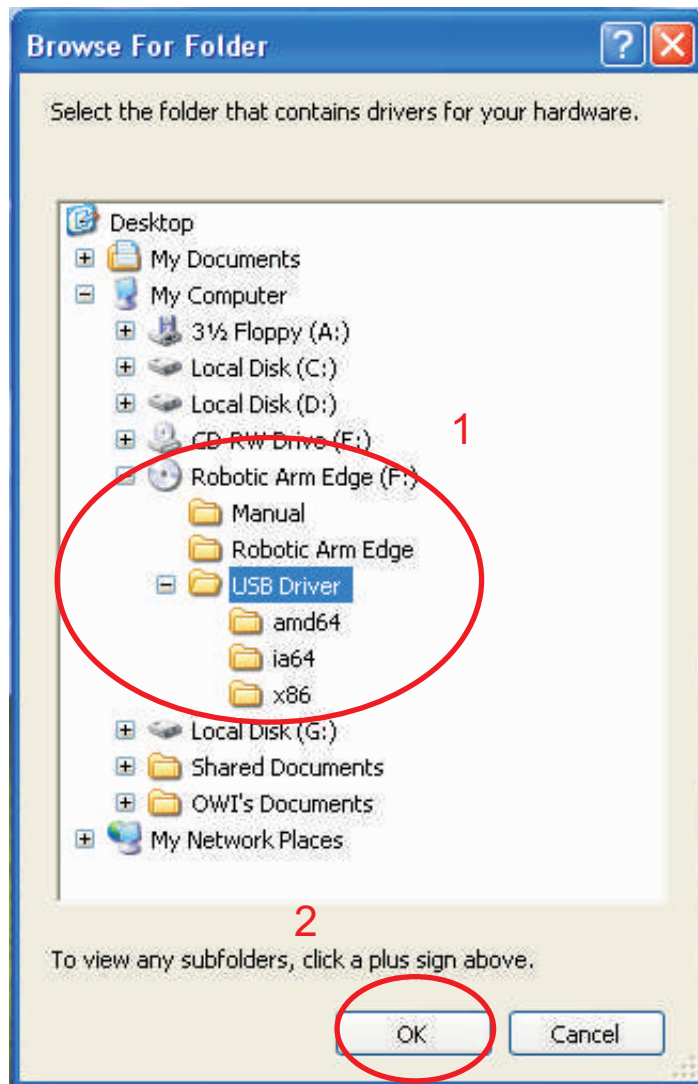 Browse For Folder
Select the folder that contains drivers for your hardware.
Desktop
My Documents
My Computer
3½ Floppy (A:)
Local Disk (C:)
Local Disk (D:)
CD-RW Drive (E:)
1
Robotic Arm Edge (F:)
Manual
Robotic Arm Edge
USB Driver
amd64
ia64
x86
Local Disk (G:)
Shared Documents
OWI's Documents
My Network Places
2
To view any subfolders, click a plus sign above.
OK Cancel